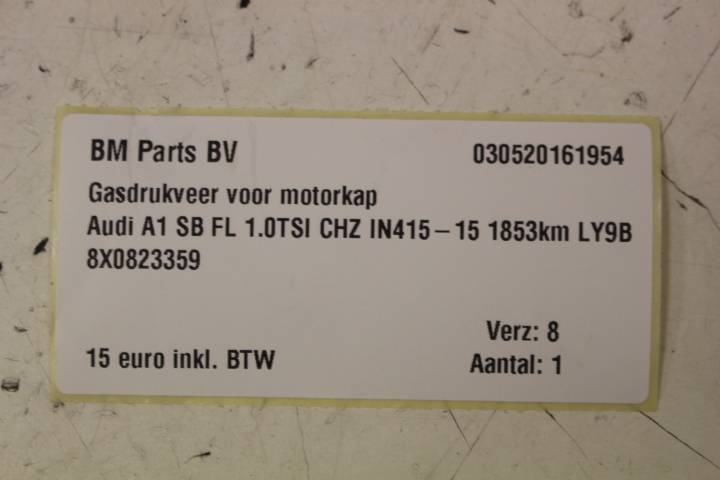 BM Parts BV 030520161954
Gasdrukveer voor motorkap
Audi A1 SB FL 1.0TSI CHZ IN415-15 1853km LY9B
8X0823359
Verz: 8
15 euro inkl. BTW Aantal: 1